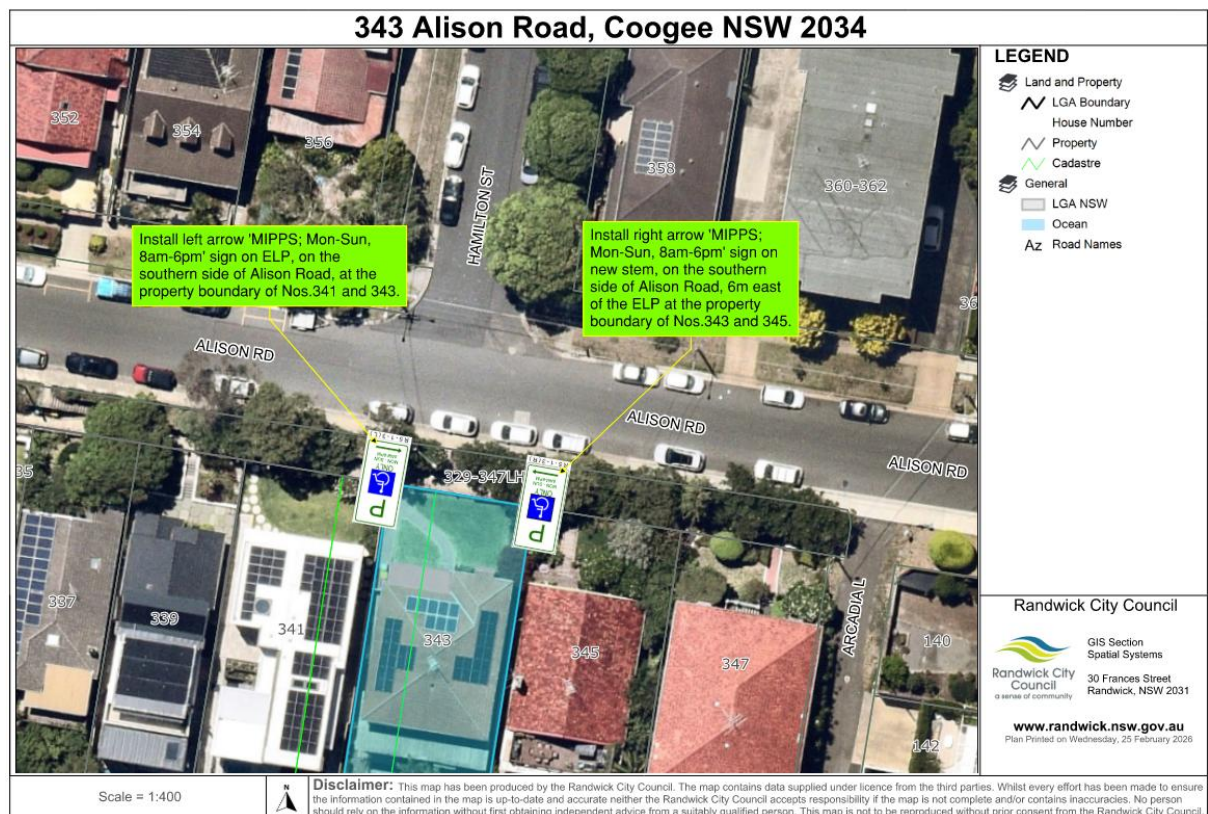 343 Alison Road, Coogee NSW 2034
LEGEND
Land and Property
LGA Boundary
House Number
Property
Cadastre
General
LGA NSW
Ocean
Az Road Names
352
354
356
358
360-362
36
HAMILTON ST
Install left arrow 'MIPPS; Mon-Sun,
8am-6pm' sign on ELP, on the
southern side of Alison Road, at the
property boundary of Nos.341 and 343.
Install right arrow 'MIPPS;
Mon-Sun, 8am-6pm' sign on
new stem, on the southern
side of Alison Road, 6m east
of the ELP at the property
boundary of Nos.343 and 345.
ALISON RD
ALISON RD
ALISON RD
329-347LH
ONLY
P
ONLY
P
35
337
339
341
343
345
347
ARCADIA L
140
142
Randwick City Council
Randwick City
Council
a sense of community
GIS Section
Spatial Systems
30 Frances Street
Randwick, NSW 2031
www.randwick.nsw.gov.au
Plan Printed on Wednesday, 25 February 2026
Scale = 1:400
N
Disclaimer: This map has been produced by the Randwick City Council. The map contains data supplied under licence from the third parties. Whilst every effort has been made to ensure
the information contained in the map is up-to-date and accurate neither the Randwick City Council accepts responsibility if the map is not complete and/or contains inaccuracies. No person
should rely on the information without first obtaining independent advice from a suitably qualified person. This map is not to be reproduced without prior consent from the Randwick City Council.